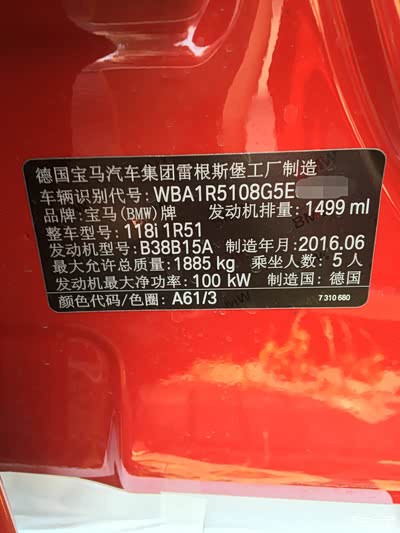 德国宝马汽车集团雷根斯堡工厂制造
车辆识别代号: WBA1R5108G5E
品牌: 宝马(BMW)牌 发动机排量: 1499 ml
整车型号: 118i 1R51
发动机型号: B38B15A 制造年月: 2016.06
最大允许总质量: 1885 kg 乘坐人数: 5 人
发动机最大净功率: 100 kW 制造国: 德国
颜色代码/色圈: A61/3 7 310 680